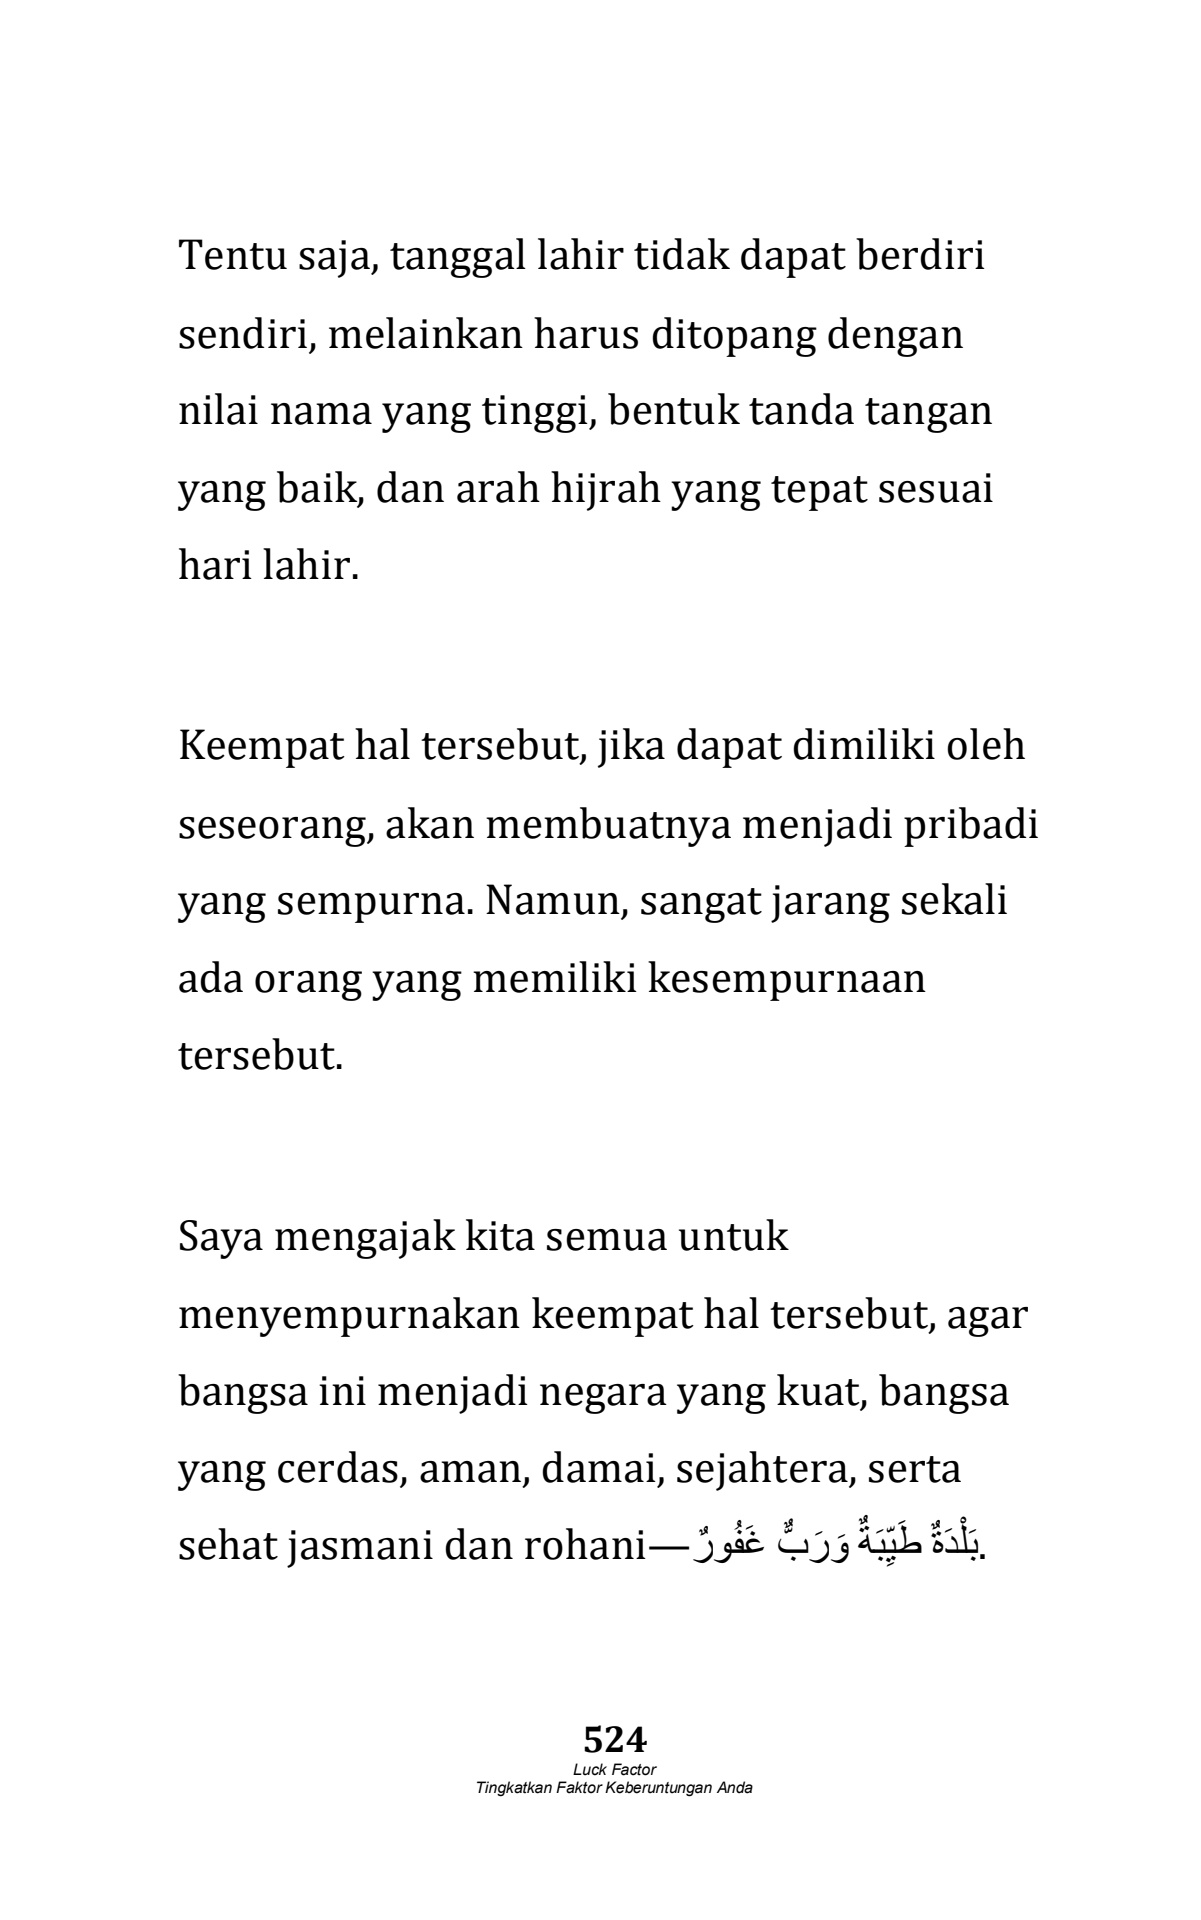 Tentu saja, tanggal lahir tidak dapat berdiri
sendiri, melainkan harus ditopang dengan
nilai nama yang tinggi, bentuk tanda tangan
yang baik, dan arah hijrah yang tepat sesuai
hari lahir.
Keempat hal tersebut, jika dapat dimiliki oleh
seseorang, akan membuatnya menjadi pribadi
yang sempurna. Namun, sangat jarang sekali
ada orang yang memiliki kesempurnaan
tersebut.
Saya mengajak kita semua untuk
menyempurnakan keempat hal tersebut, agar
bangsa ini menjadi negara yang kuat, bangsa
yang cerdas, aman, damai, sejahtera, serta
sehat jasmani dan rohani—بَلْدَةٌ طَيِّبَةٌ وَرَبٌّ غَفُورٌ.
524
Luck Factor
Tingkatkan Faktor Keberuntungan Anda